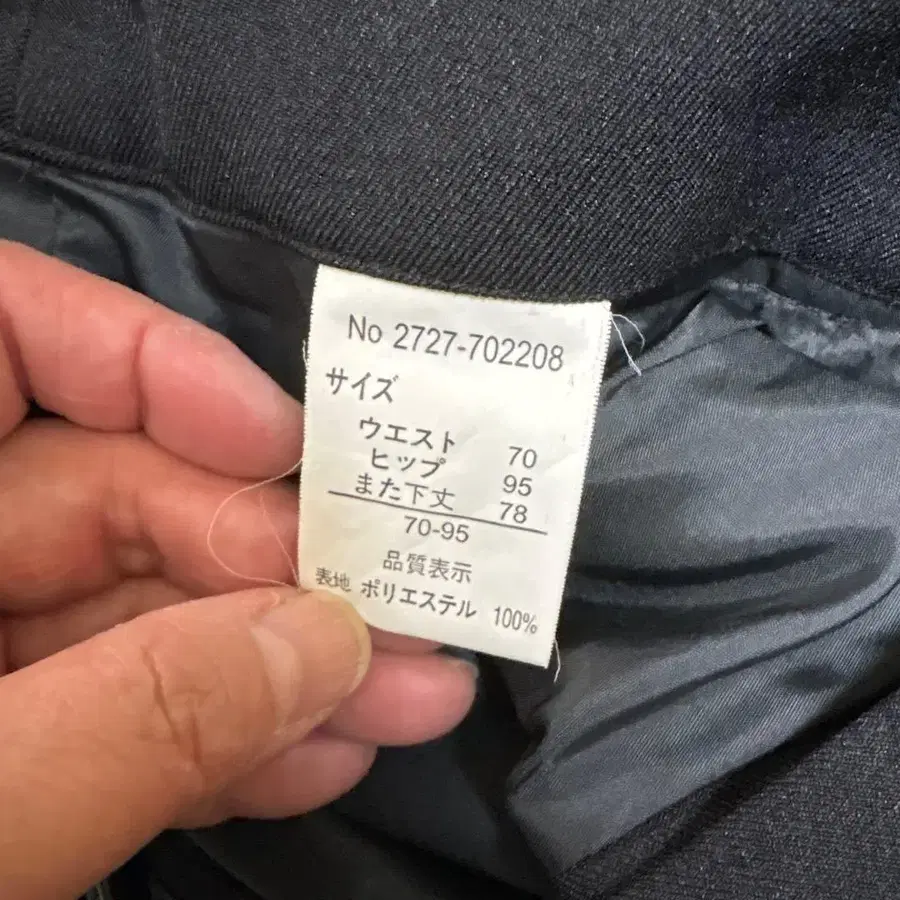 No 2727-702208
サイズ
ウエスト 70
ヒップ 95
また下丈 78
70-95
品質表示
表地 ポリエステル 100%